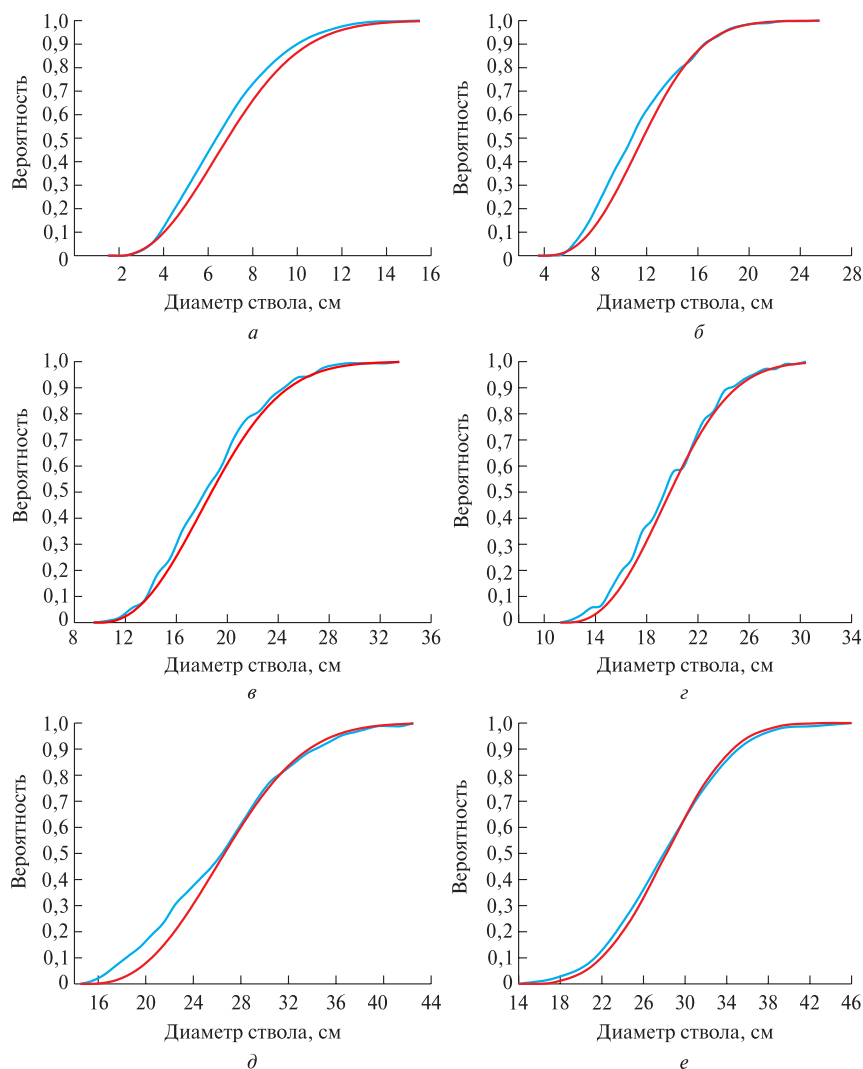 Вероятность
1,0
0,9
0,8
0,7
0,6
0,5
0,4
0,3
0,2
0,1
0
2 4 6 8 10 12 14 16
Диаметр ствола, см
а
Вероятность
1,0
0,9
0,8
0,7
0,6
0,5
0,4
0,3
0,2
0,1
0
4 8 12 16 20 24 28
Диаметр ствола, см
б
Вероятность
1,0
0,9
0,8
0,7
0,6
0,5
0,4
0,3
0,2
0,1
0
8 12 16 20 24 28 32 36
Диаметр ствола, см
в
Вероятность
1,0
0,9
0,8
0,7
0,6
0,5
0,4
0,3
0,2
0,1
0
10 14 18 22 26 30 34
Диаметр ствола, см
г
Вероятность
1,0
0,9
0,8
0,7
0,6
0,5
0,4
0,3
0,2
0,1
0
16 20 24 28 32 36 40 44
Диаметр ствола, см
д
Вероятность
1,0
0,9
0,8
0,7
0,6
0,5
0,4
0,3
0,2
0,1
0
14 18 22 26 30 34 38 42 46
Диаметр ствола, см
е